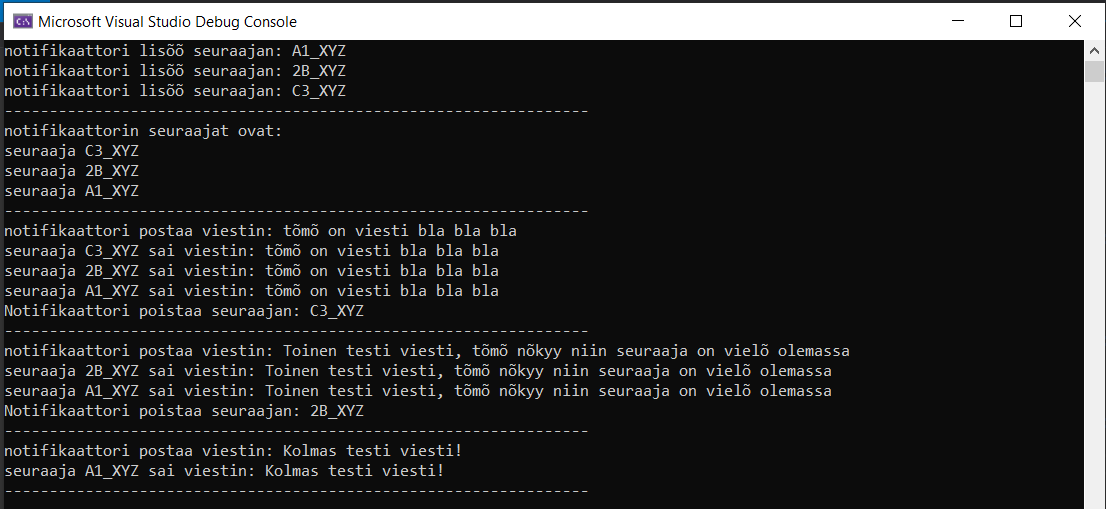 Microsoft Visual Studio Debug Console
notifikaattori lisõõ seuraajan: A1_XYZ
notifikaattori lisõõ seuraajan: 2B_XYZ
notifikaattori lisõõ seuraajan: C3_XYZ
-----------------------------------------------------------------
notifikaattorin seuraajat ovat:
seuraaja C3_XYZ
seuraaja 2B_XYZ
seuraaja A1_XYZ
-----------------------------------------------------------------
notifikaattori postaa viestin: tõmõ on viesti bla bla bla
seuraaja C3_XYZ sai viestin: tõmõ on viesti bla bla bla
seuraaja 2B_XYZ sai viestin: tõmõ on viesti bla bla bla
seuraaja A1_XYZ sai viestin: tõmõ on viesti bla bla bla
Notifikaattori poistaa seuraajan: C3_XYZ
-----------------------------------------------------------------
notifikaattori postaa viestin: Toinen testi viesti, tõmõ nõkyy niin seuraaja on vielõ olemassa
seuraaja 2B_XYZ sai viestin: Toinen testi viesti, tõmõ nõkyy niin seuraaja on vielõ olemassa
seuraaja A1_XYZ sai viestin: Toinen testi viesti, tõmõ nõkyy niin seuraaja on vielõ olemassa
Notifikaattori poistaa seuraajan: 2B_XYZ
-----------------------------------------------------------------
notifikaattori postaa viestin: Kolmas testi viesti!
seuraaja A1_XYZ sai viestin: Kolmas testi viesti!
-----------------------------------------------------------------